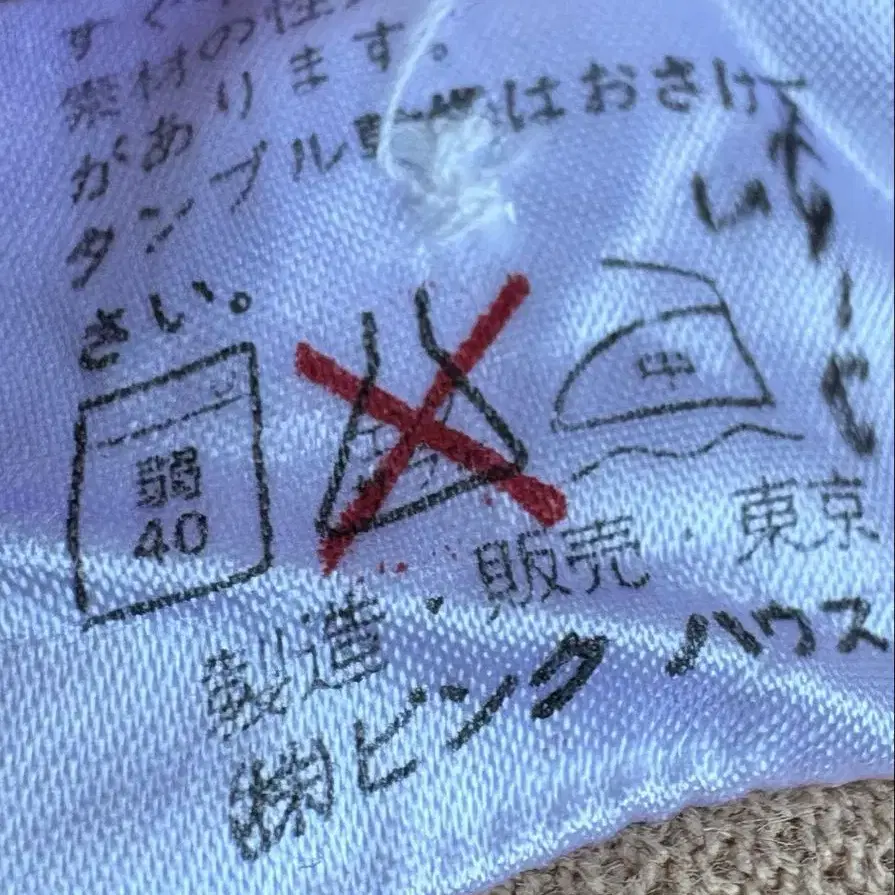 すぐ
素材の性
があります。
タンブル乾燥はおさけ
さい。
弱
40
中
製造・販売・東京
㈱ピンクハウス